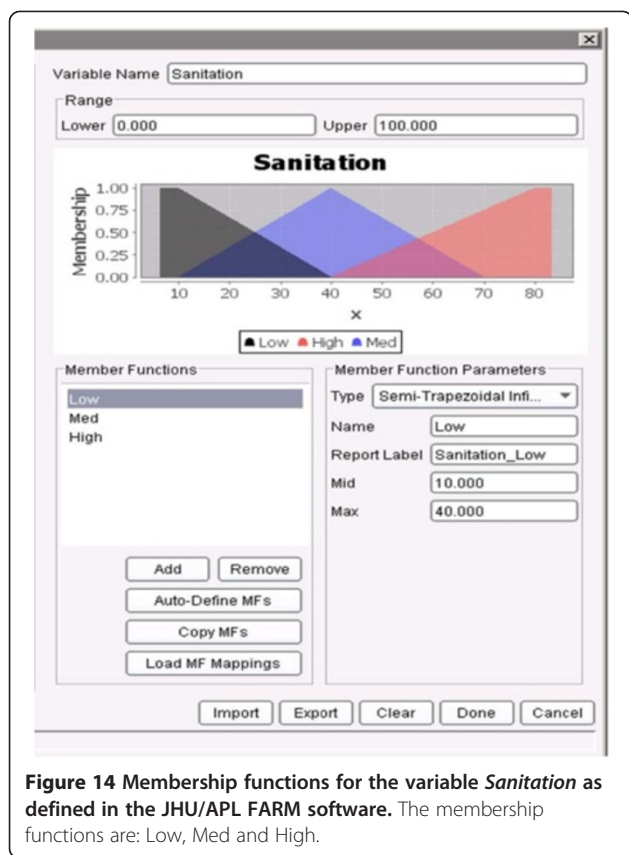 Variable Name Sanitation
Range
Lower 0.000 Upper 100.000
Sanitation
Membership
1.00
0.75
0.50
0.25
0.00
10 20 30 40 50 60 70 80
x
Low High Med
Member Functions
Low
Med
High
Add Remove
Auto-Define MFs
Copy MFs
Load MF Mappings
Member Function Parameters
Type Semi-Trapezoidal Infi...
Name Low
Report Label Sanitation_Low
Mid 10.000
Max 40.000
Import Export Clear Done Cancel
Figure 14 Membership functions for the variable Sanitation as
defined in the JHU/APL FARM software. The membership
functions are: Low, Med and High.